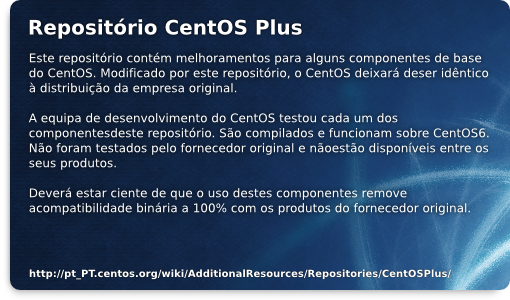 Repositório CentOS Plus
Este repositório contém melhoramentos para alguns componentes de base
do CentOS. Modificado por este repositório, o CentOS deixará deser idêntico
à distribuição da empresa original.
A equipa de desenvolvimento do CentOS testou cada um dos
componentesdeste repositório. São compilados e funcionam sobre CentOS6.
Não foram testados pelo fornecedor original e nãoestão disponíveis entre os
seus produtos.
Deverá estar ciente de que o uso destes componentes remove
acompatibilidade binária a 100% com os produtos do fornecedor original.
http://pt_PT.centos.org/wiki/AdditionalResources/Repositories/CentOSPlus/